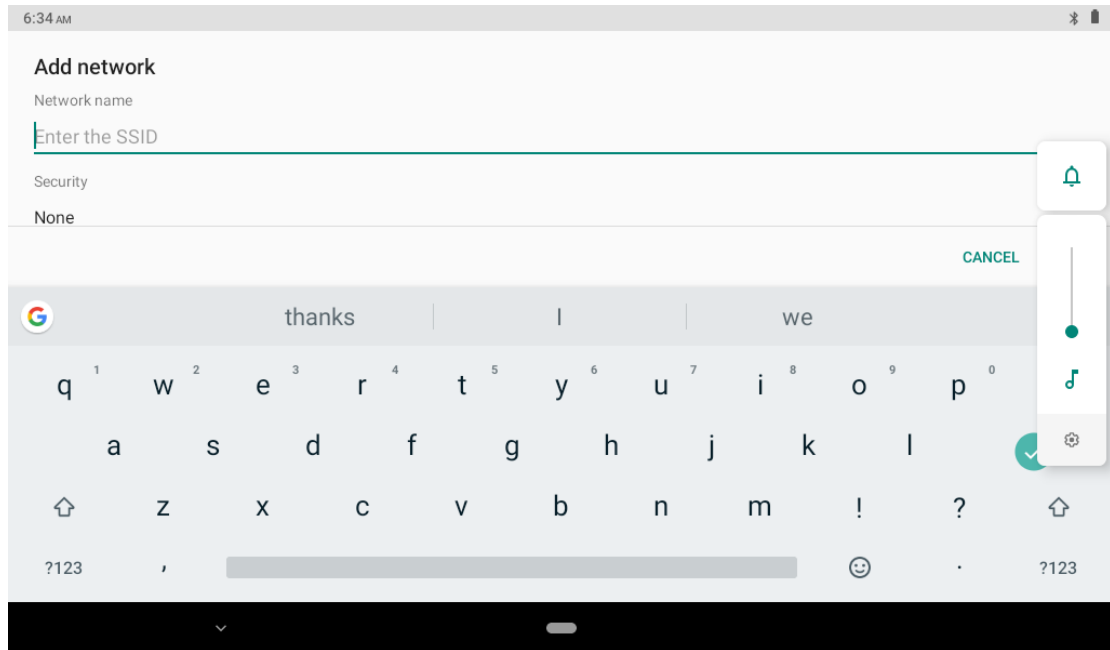 6:34 AM
Add network
Network name
Enter the SSID
Security
None
CANCEL
thanks I we
q 1 w 2 e 3 r 4 t 5 y 6 u 7 i 8 o 9 p 0
a s d f g h j k l
z x c v b n m ! ?
?123 , . ?123